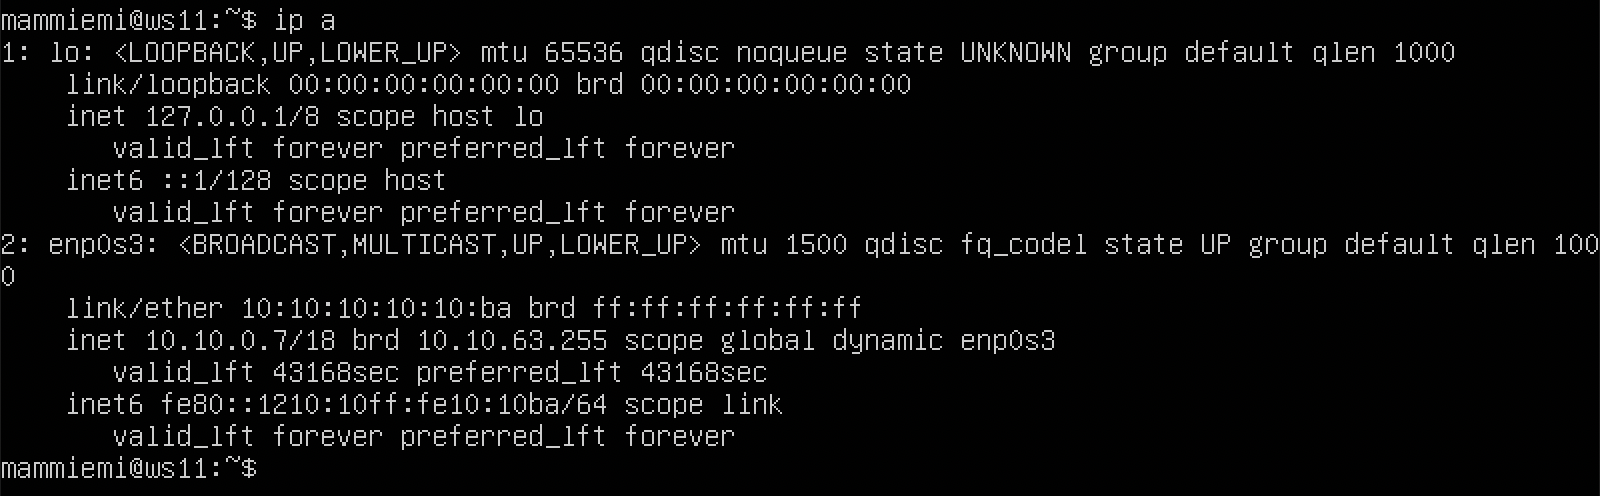 mammiemi@ws11:~$ ip a
1: lo: <LOOPBACK,UP,LOWER_UP> mtu 65536 qdisc noqueue state UNKNOWN group default qlen 1000
    link/loopback 00:00:00:00:00:00 brd 00:00:00:00:00:00
    inet 127.0.0.1/8 scope host lo
       valid_lft forever preferred_lft forever
    inet6 ::1/128 scope host
       valid_lft forever preferred_lft forever
2: enp0s3: <BROADCAST,MULTICAST,UP,LOWER_UP> mtu 1500 qdisc fq_codel state UP group default qlen 100
0
    link/ether 10:10:10:10:10:ba brd ff:ff:ff:ff:ff:ff
    inet 10.10.0.7/18 brd 10.10.63.255 scope global dynamic enp0s3
       valid_lft 43168sec preferred_lft 43168sec
    inet6 fe80::1210:10ff:fe10:10ba/64 scope link
       valid_lft forever preferred_lft forever
mammiemi@ws11:~$